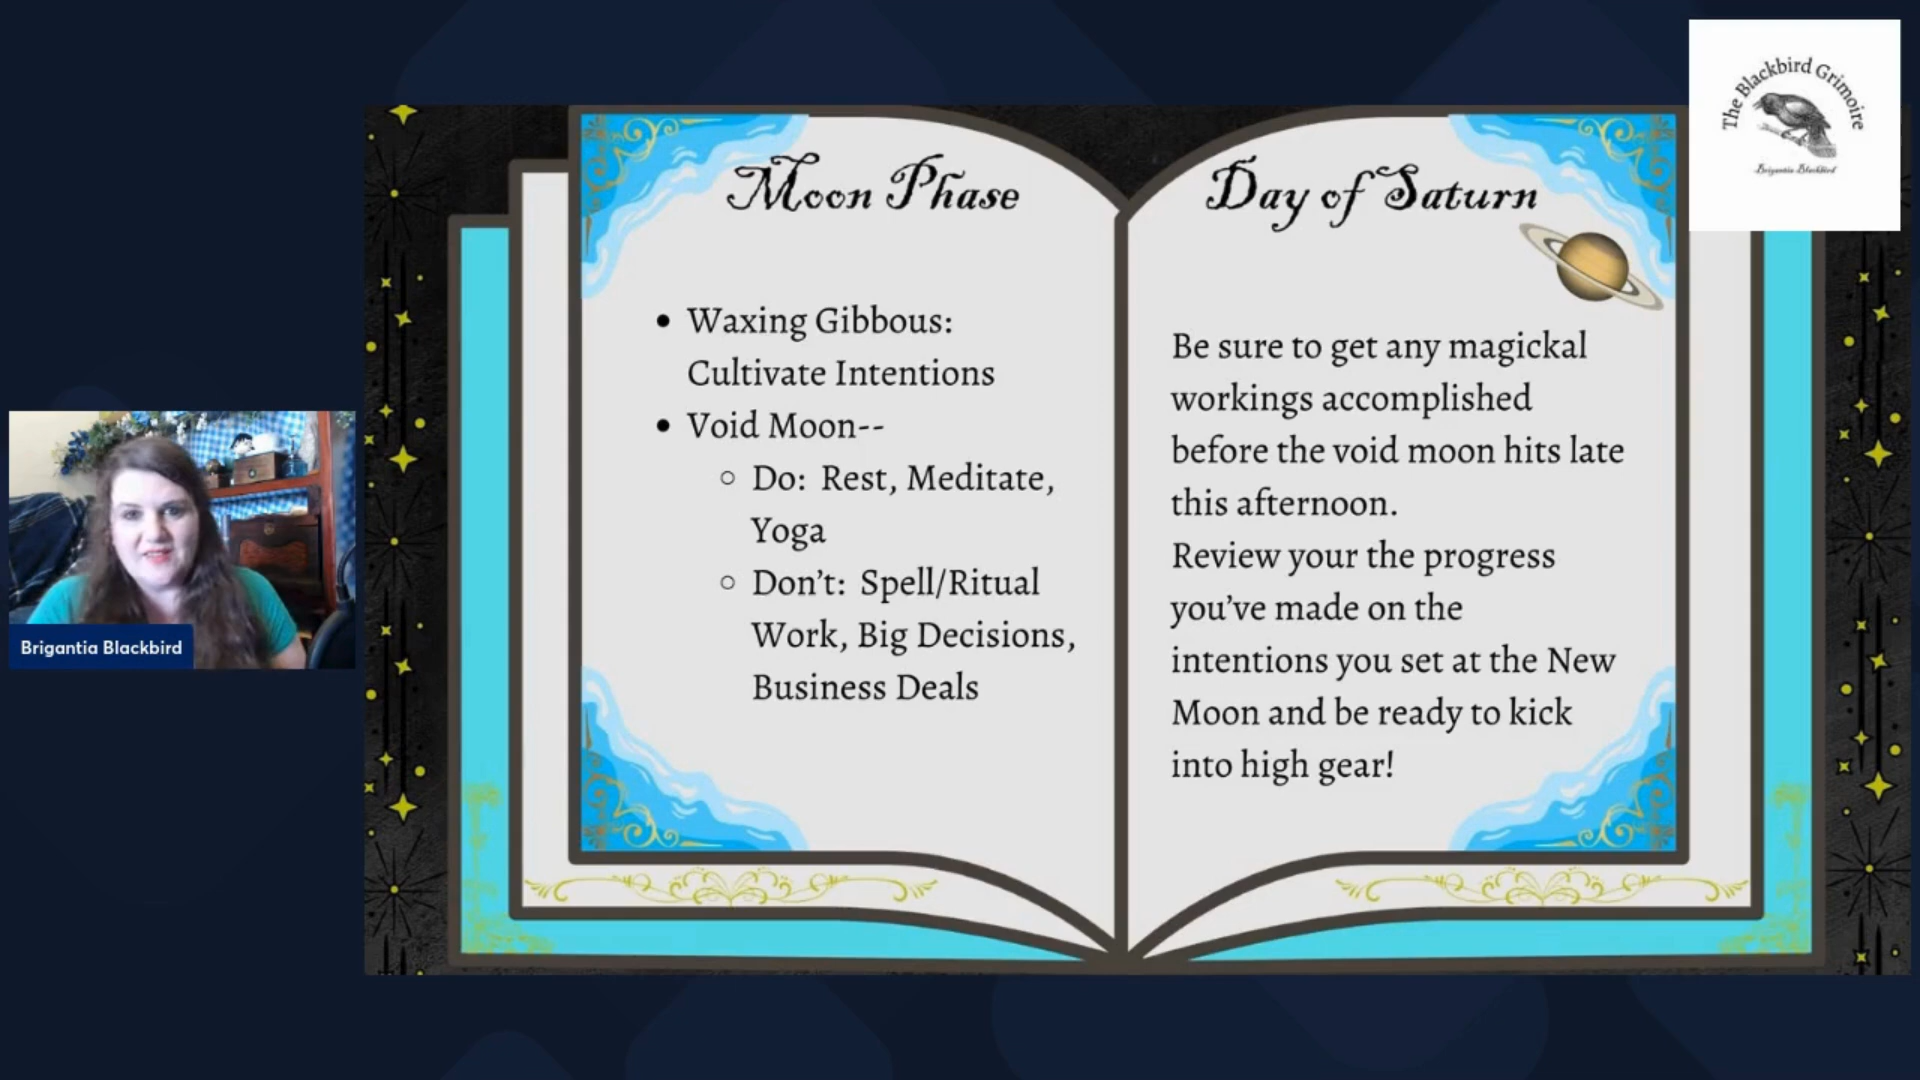 The Blackbird Grimoire
Brigantia Blackbird
Moon Phase
Waxing Gibbous:
Cultivate Intentions
Void Moon--
Do: Rest, Meditate,
Yoga
Don't: Spell/Ritual
Work, Big Decisions,
Business Deals
Day of Saturn
Be sure to get any magickal
workings accomplished
before the void moon hits late
this afternoon.
Review your the progress
you've made on the
intentions you set at the New
Moon and be ready to kick
into high gear!
Brigantia Blackbird